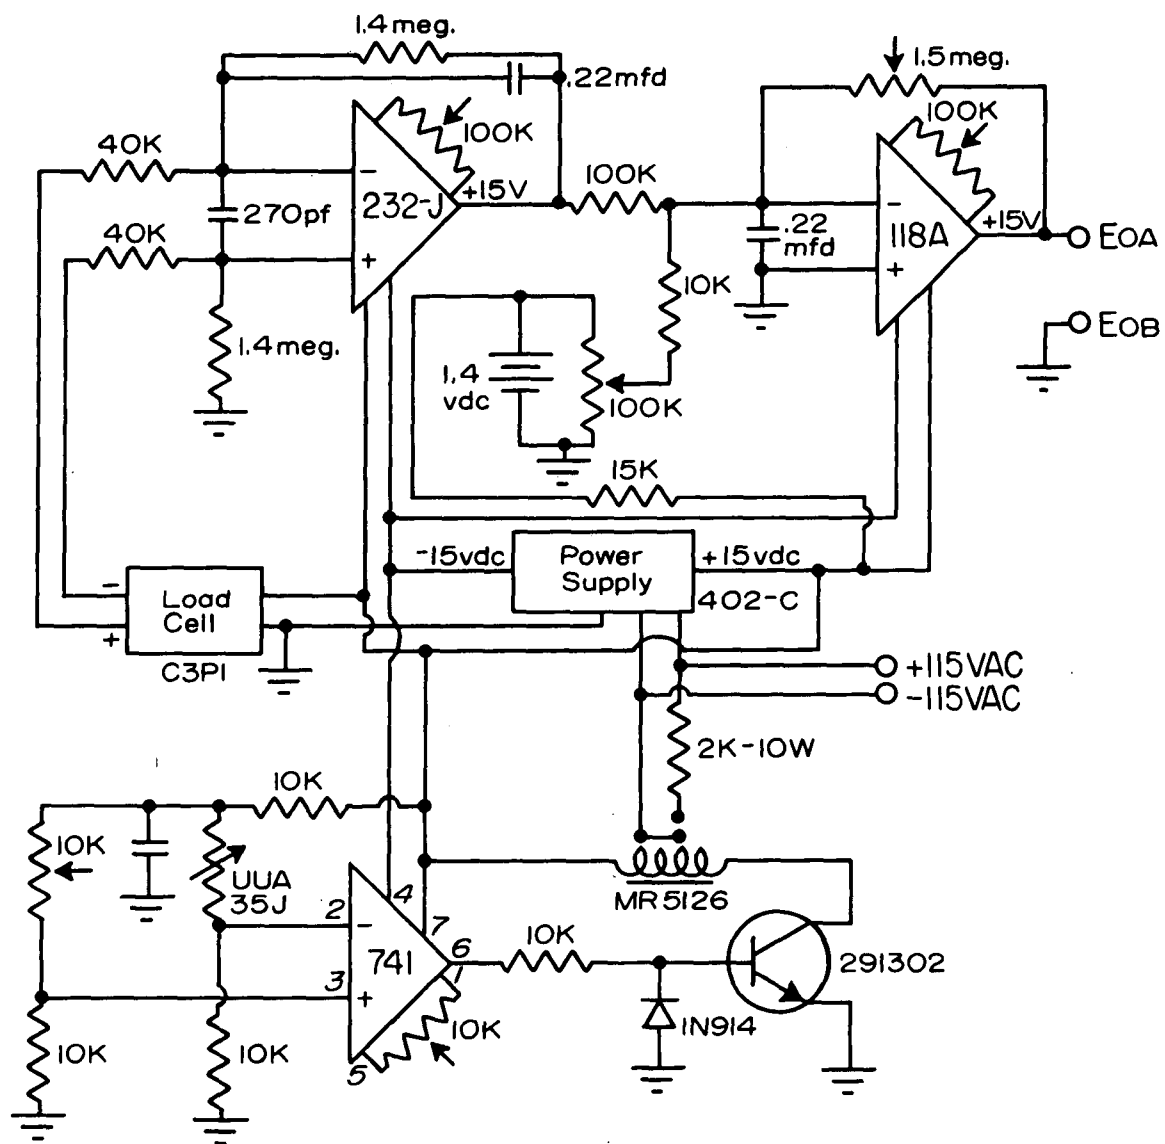 1.4 meg.
.22mfd
1.5 meg.
100K
100K
40K
232-J
+15V
100K
118A
+15V
EOA
270pf
.22
mfd
40K
10K
EOB
1.4 meg.
1.4
vdc
100K
15K
-15vdc
Power
Supply
+15vdc
402-C
Load
Cell
C3P1
+115VAC
-115VAC
2K-10W
10K
10K
UUA
35J
MR5126
2
4
7
741
6
10K
291302
3
1
10K
1N914
10K
10K
5